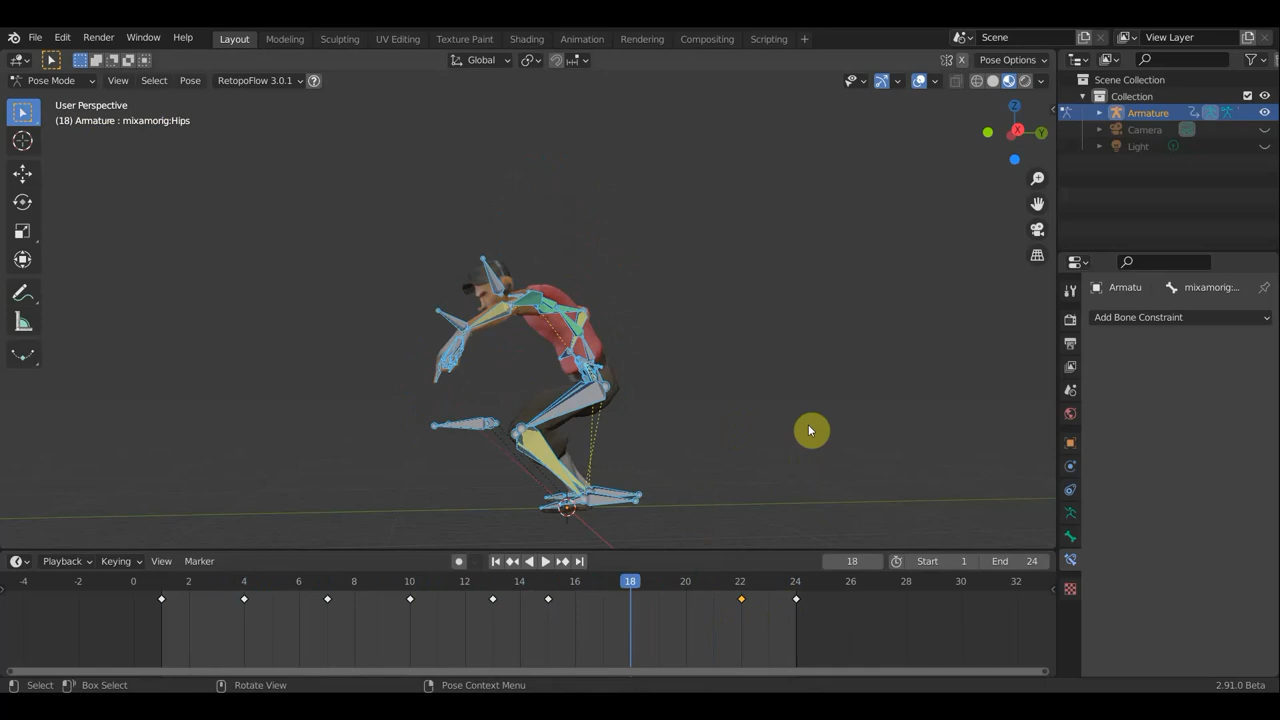 File Edit Render Window Help Layout Modeling Sculpting UV Editing Texture Paint Shading Animation Rendering Compositing Scripting + Scene View Layer
Global Pose Options
Pose Mode View Select Pose RetopoFlow 3.0.1 ?
Scene Collection
Collection
Armature
Camera
Light
User Perspective
(18) Armature : mixamorig:Hips
Z
X
Y
Armatu mixamorig:...
Add Bone Constraint
Playback Keying View Marker 18 Start 1 End 24
-4 -2 0 2 4 6 8 10 12 14 16 18 20 22 24 26 28 30 32
Select Box Select Rotate View Pose Context Menu 2.91.0 Beta